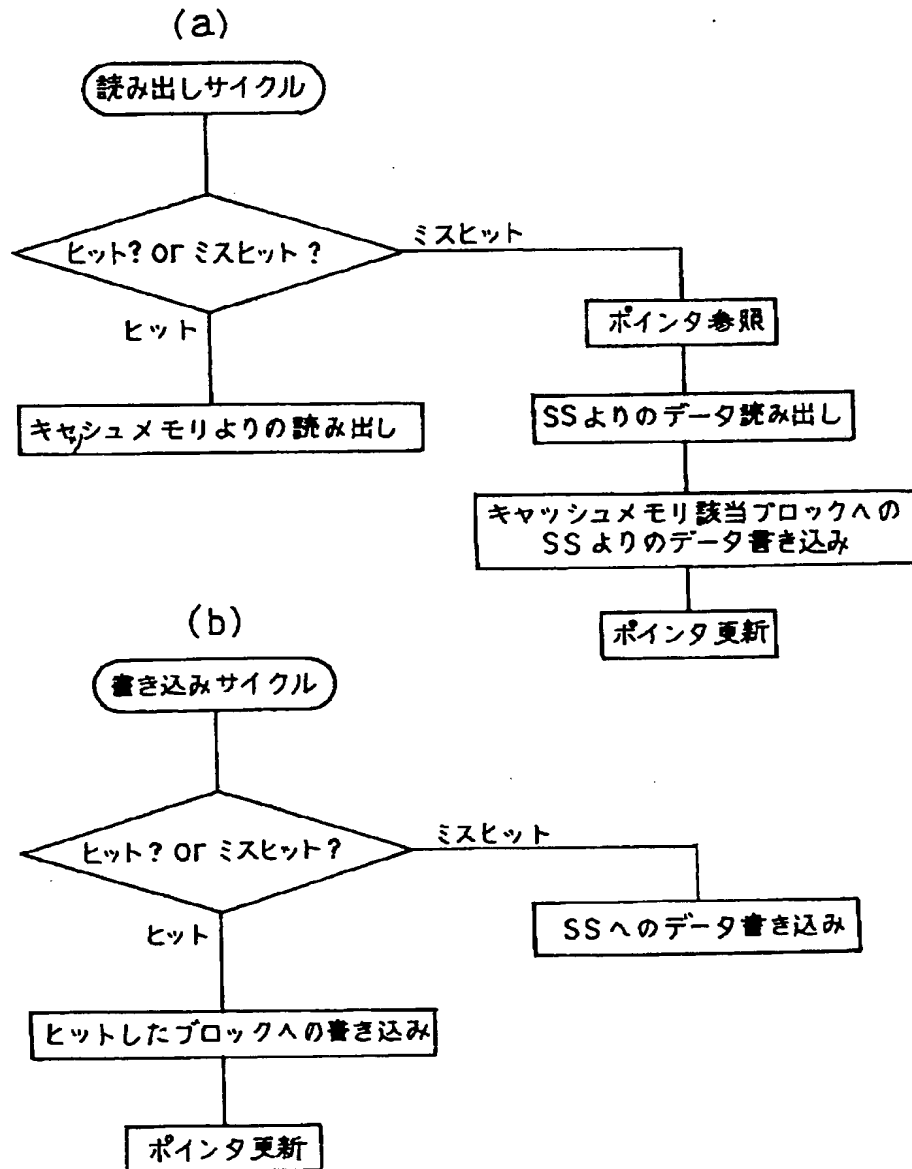 (a)
読み出しサイクル
ヒット? or ミスヒット?
ミスヒット
ヒット
キャッシュメモリよりの読み出し
ポインタ参照
SSよりのデータ読み出し
キャッシュメモリ該当ブロックへの
SSよりのデータ書き込み
ポインタ更新
(b)
書き込みサイクル
ヒット? or ミスヒット?
ミスヒット
ヒット
SSへのデータ書き込み
ヒットしたブロックへの書き込み
ポインタ更新